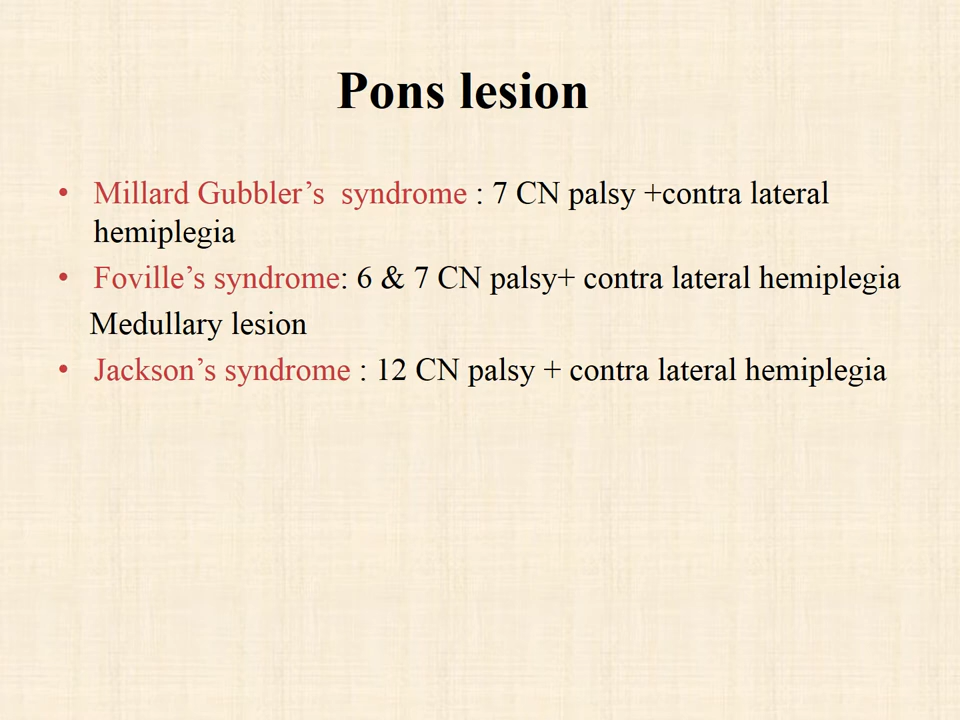 Pons lesion
• Millard Gubbler’s  syndrome : 7 CN palsy +contra lateral
hemiplegia
• Foville’s syndrome: 6 & 7 CN palsy+ contra lateral hemiplegia
Medullary lesion
• Jackson’s syndrome : 12 CN palsy + contra lateral hemiplegia